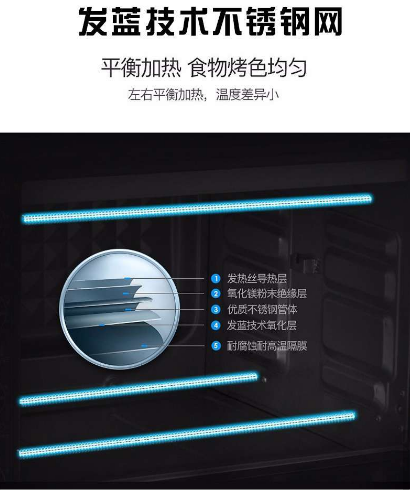 发蓝技术不锈钢网
平衡加热 食物烤色均匀
左右平衡加热，温度差异小
1 发热丝导热层
2 氧化镁粉末绝缘层
3 优质不锈钢管体
4 发蓝技术氧化层
5 耐腐蚀耐高温隔膜